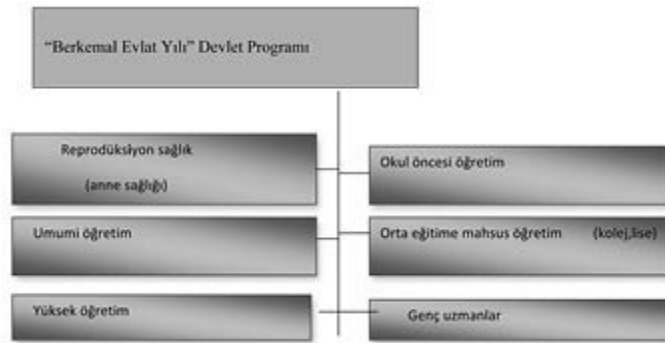 “Berkemal Evlat Yılı” Devlet Programı
Reprodüksiyon sağlık
(anne sağlığı)
Okul öncesi öğretim
Umumi öğretim
Orta eğitime mahsus öğretim (kolej,lise)
Yüksek öğretim
Genç uzmanlar